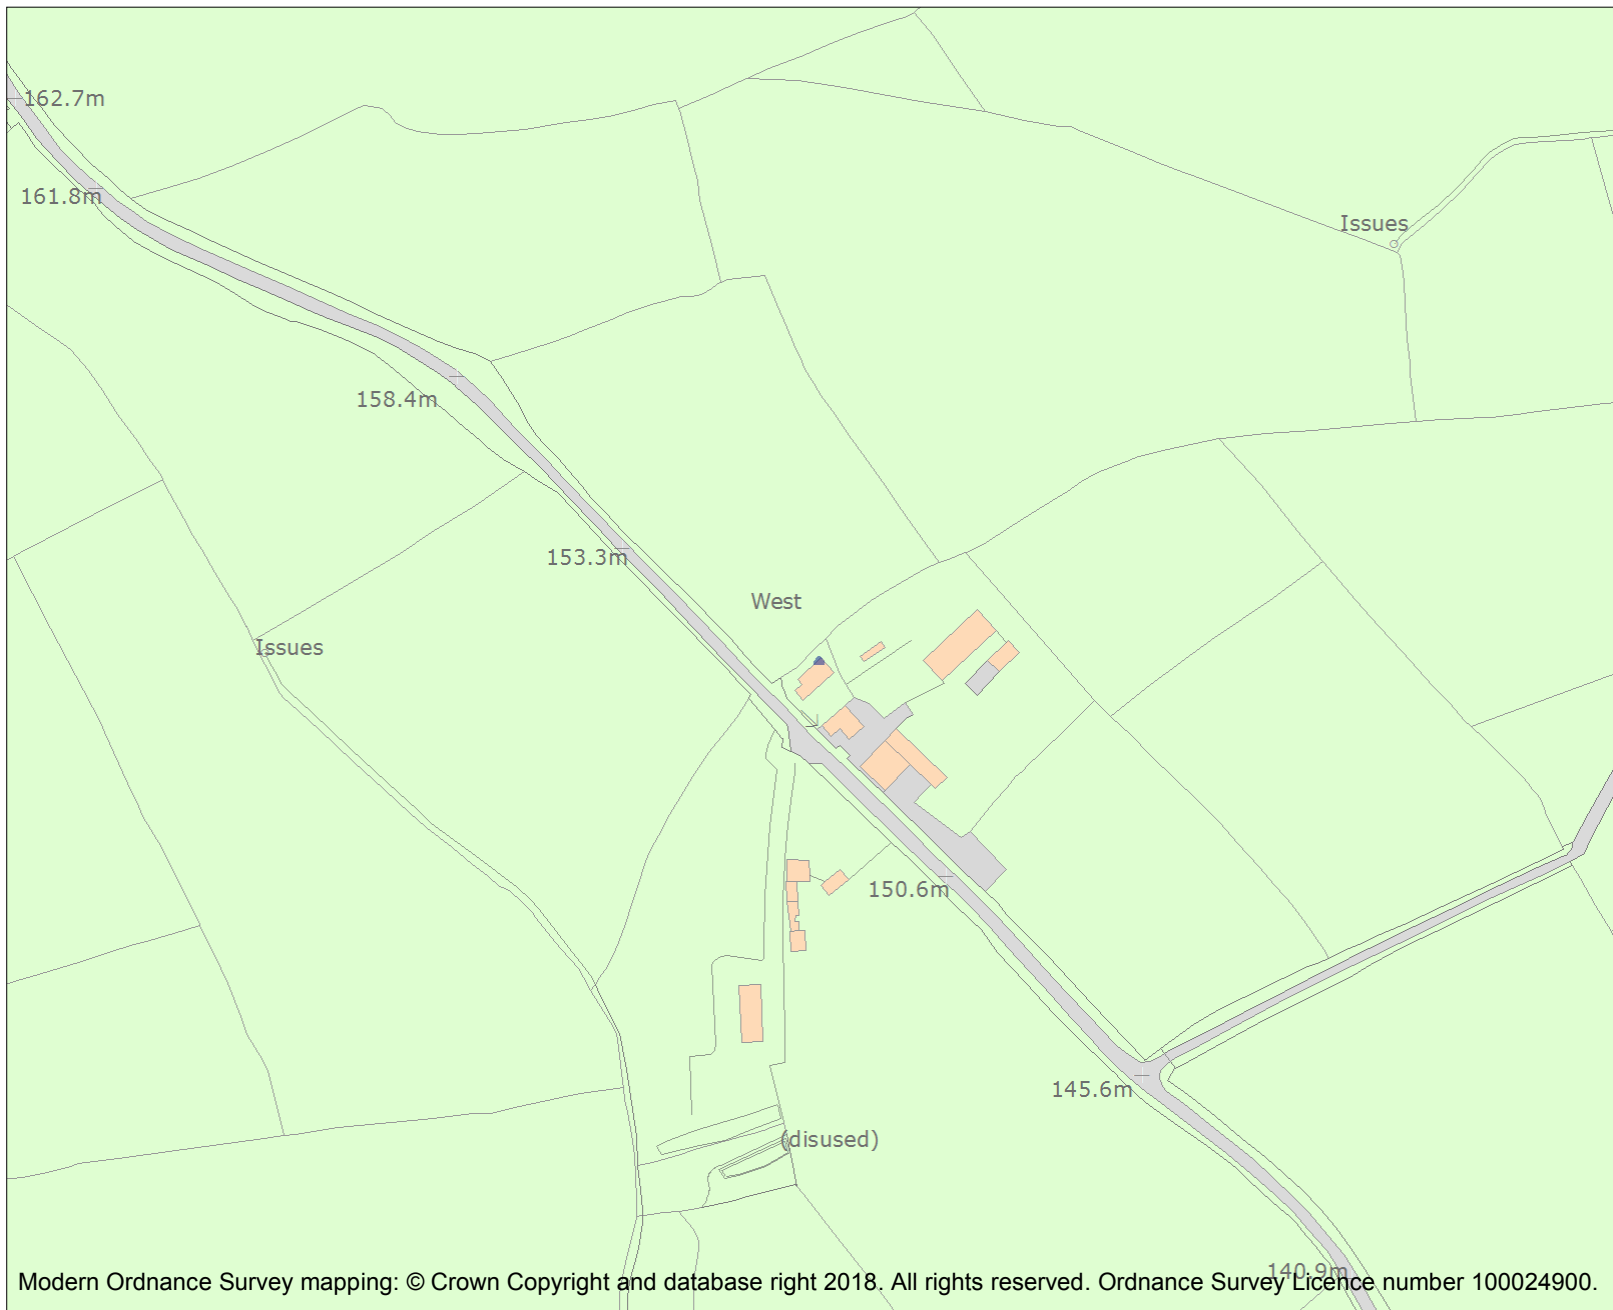 162.7m
161.8m
Issues
158.4m
153.3m
West
Issues
150.6m
145.6m
(disused)
140.9m
Modern Ordnance Survey mapping: © Crown Copyright and database right 2018. All rights reserved. Ordnance Survey Licence number 100024900.